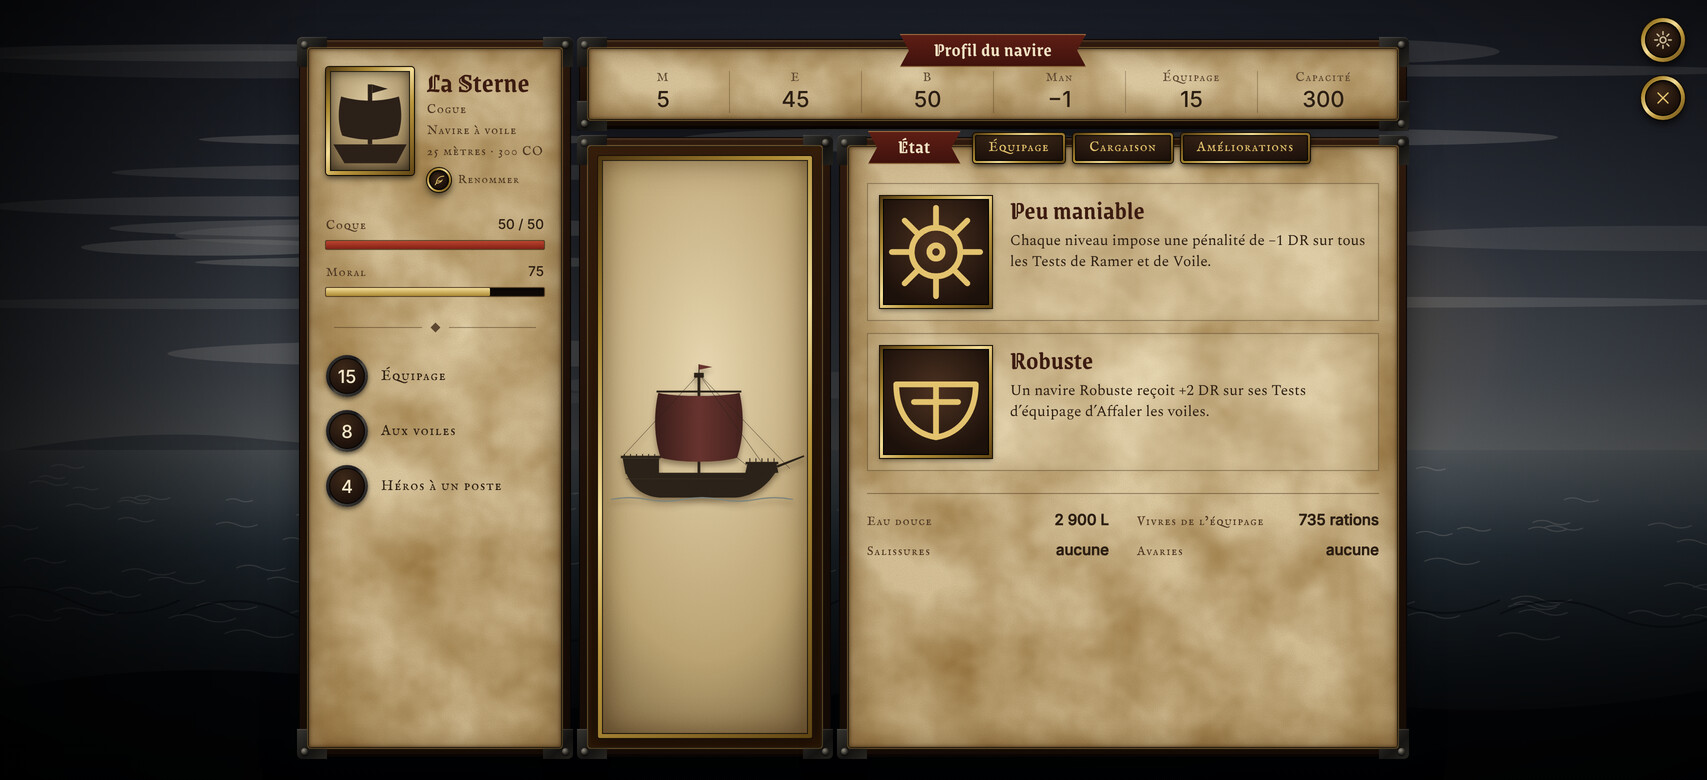 La Sterne
Cogue
Navire à voile
25 mètres · 300 CO
Renommer
Coque 50 / 50
Moral 75
15 Équipage
8 Aux voiles
4 Héros à un poste
Profil du navire
M E B Man Équipage Capacité
5 45 50 −1 15 300
État Équipage Cargaison Améliorations
Peu maniable
Chaque niveau impose une pénalité de −1 DR sur tous
les Tests de Ramer et de Voile.
Robuste
Un navire Robuste reçoit +2 DR sur ses Tests
d’équipage d’Affaler les voiles.
Eau douce 2 900 L Vivres de l’équipage 735 rations
Salissures aucune Avaries aucune